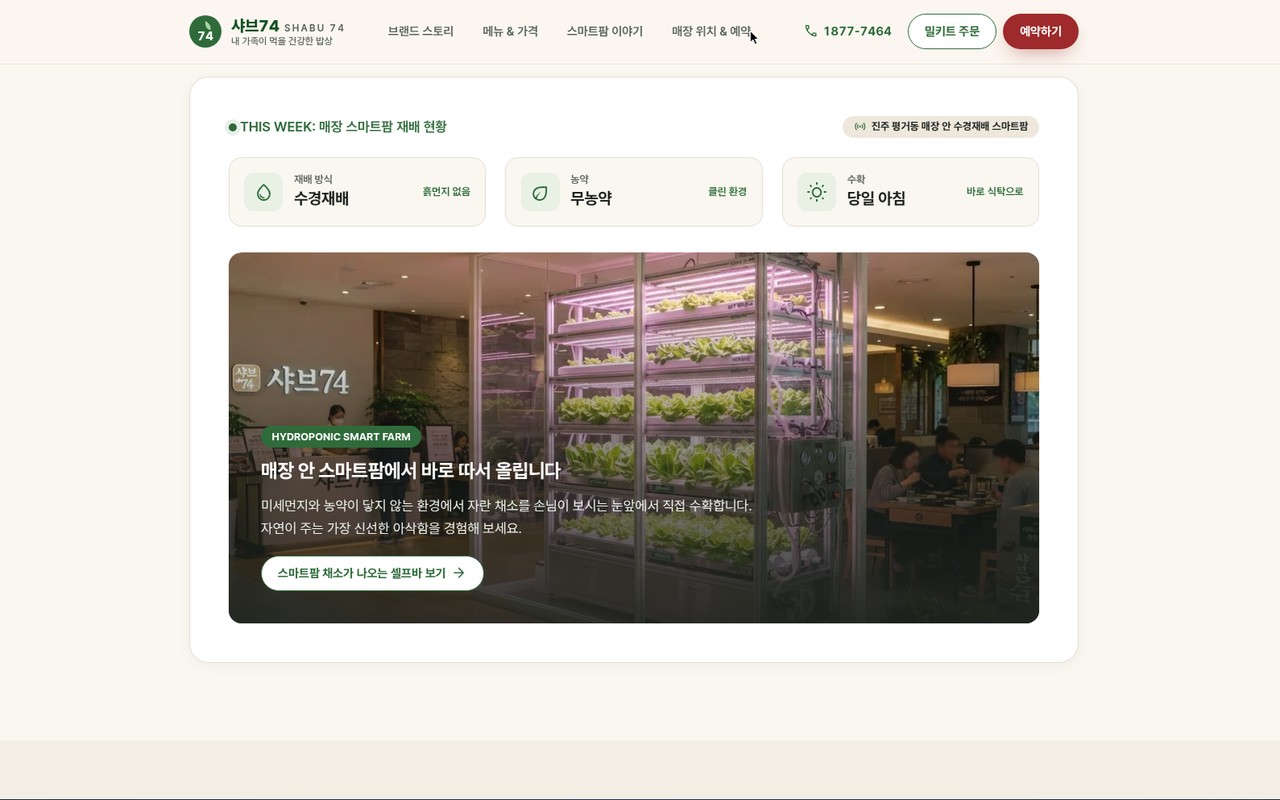 74
샤브74 SHABU 74
내 가족이 먹을 건강한 밥상
브랜드 스토리
메뉴 & 가격
스마트팜 이야기
매장 위치 & 예약
1877-7464
밀키트 주문
예약하기
THIS WEEK: 매장 스마트팜 재배 현황
진주 평거동 매장 안 수경재배 스마트팜
재배 방식
수경재배
흙먼지 없음
농약
무농약
클린 환경
수확
당일 아침
바로 식탁으로
샤브
74
샤브74
HYDROPONIC SMART FARM
매장 안 스마트팜에서 바로 따서 올립니다
미세먼지와 농약이 닿지 않는 환경에서 자란 채소를 손님이 보시는 눈앞에서 직접 수확합니다.
자연이 주는 가장 신선한 아삭함을 경험해 보세요.
스마트팜 채소가 나오는 셀프바 보기